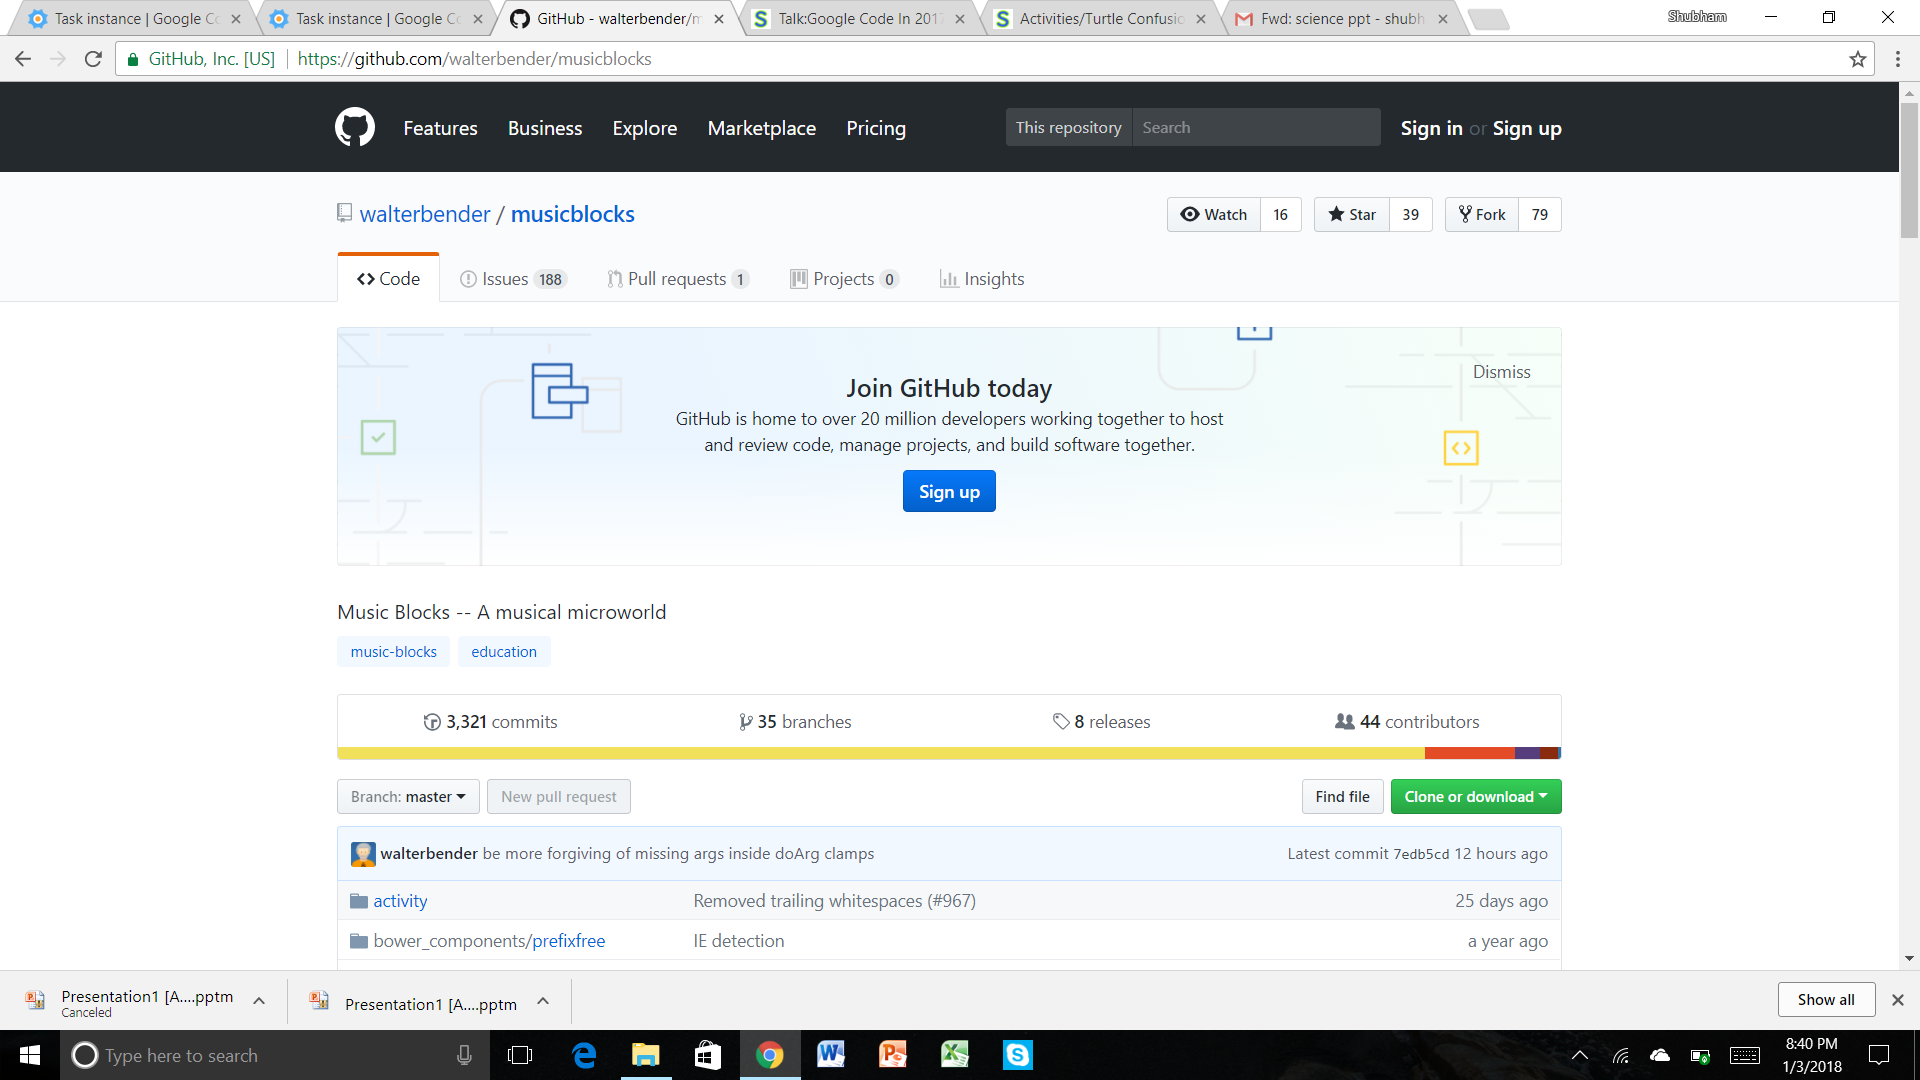 Task instance | Google Co
Task instance | Google Co
GitHub - walterbender/m
Talk:Google Code In 2017
Activities/Turtle Confusio
Fwd: science ppt - shubh
Shubham
GitHub, Inc. [US]
https://github.com/walterbender/musicblocks
Features
Business
Explore
Marketplace
Pricing
This repository
Search
Sign in or Sign up
walterbender / musicblocks
Watch 16
Star 39
Fork 79
Code
Issues 188
Pull requests 1
Projects 0
Insights
Dismiss
Join GitHub today
GitHub is home to over 20 million developers working together to host
and review code, manage projects, and build software together.
Sign up
Music Blocks -- A musical microworld
music-blocks
education
3,321 commits
35 branches
8 releases
44 contributors
Branch: master
New pull request
Find file
Clone or download
walterbender be more forgiving of missing args inside doArg clamps
Latest commit 7edb5cd 12 hours ago
activity
Removed trailing whitespaces (#967)
25 days ago
bower_components/prefixfree
IE detection
a year ago
Presentation1 [A....pptm
Canceled
Presentation1 [A....pptm
Show all
Type here to search
8:40 PM
1/3/2018